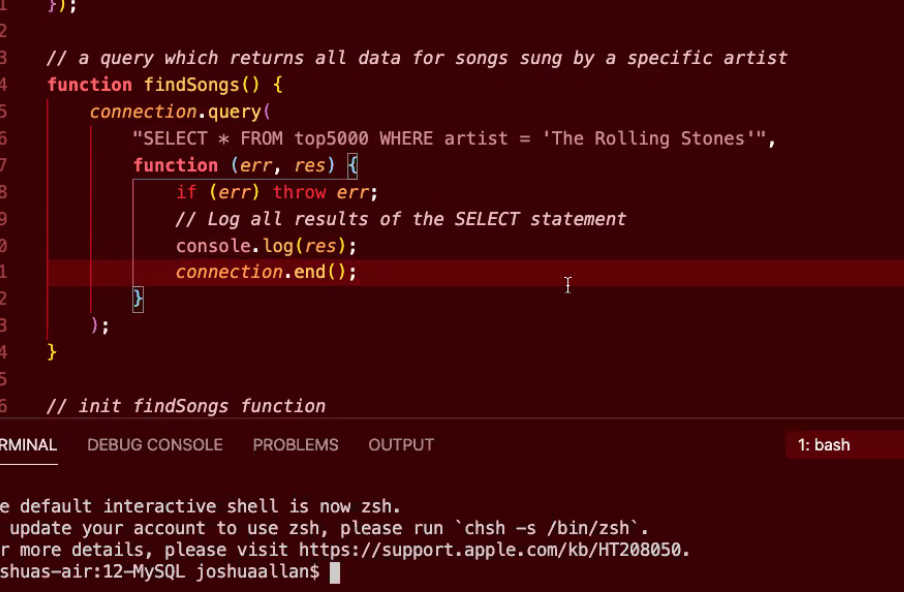 1 });
2
3 // a query which returns all data for songs sung by a specific artist
4 function findSongs() {
5 connection.query(
6 "SELECT * FROM top5000 WHERE artist = 'The Rolling Stones'",
7 function (err, res) {
8 if (err) throw err;
9 // Log all results of the SELECT statement
0 console.log(res);
1 connection.end();
2 }
3 );
4 }
5
6 // init findSongs function
RMINAL DEBUG CONSOLE PROBLEMS OUTPUT 1: bash
e default interactive shell is now zsh.
update your account to use zsh, please run `chsh -s /bin/zsh`.
r more details, please visit https://support.apple.com/kb/HT208050.
shuas-air:12-MySQL joshuaallan$